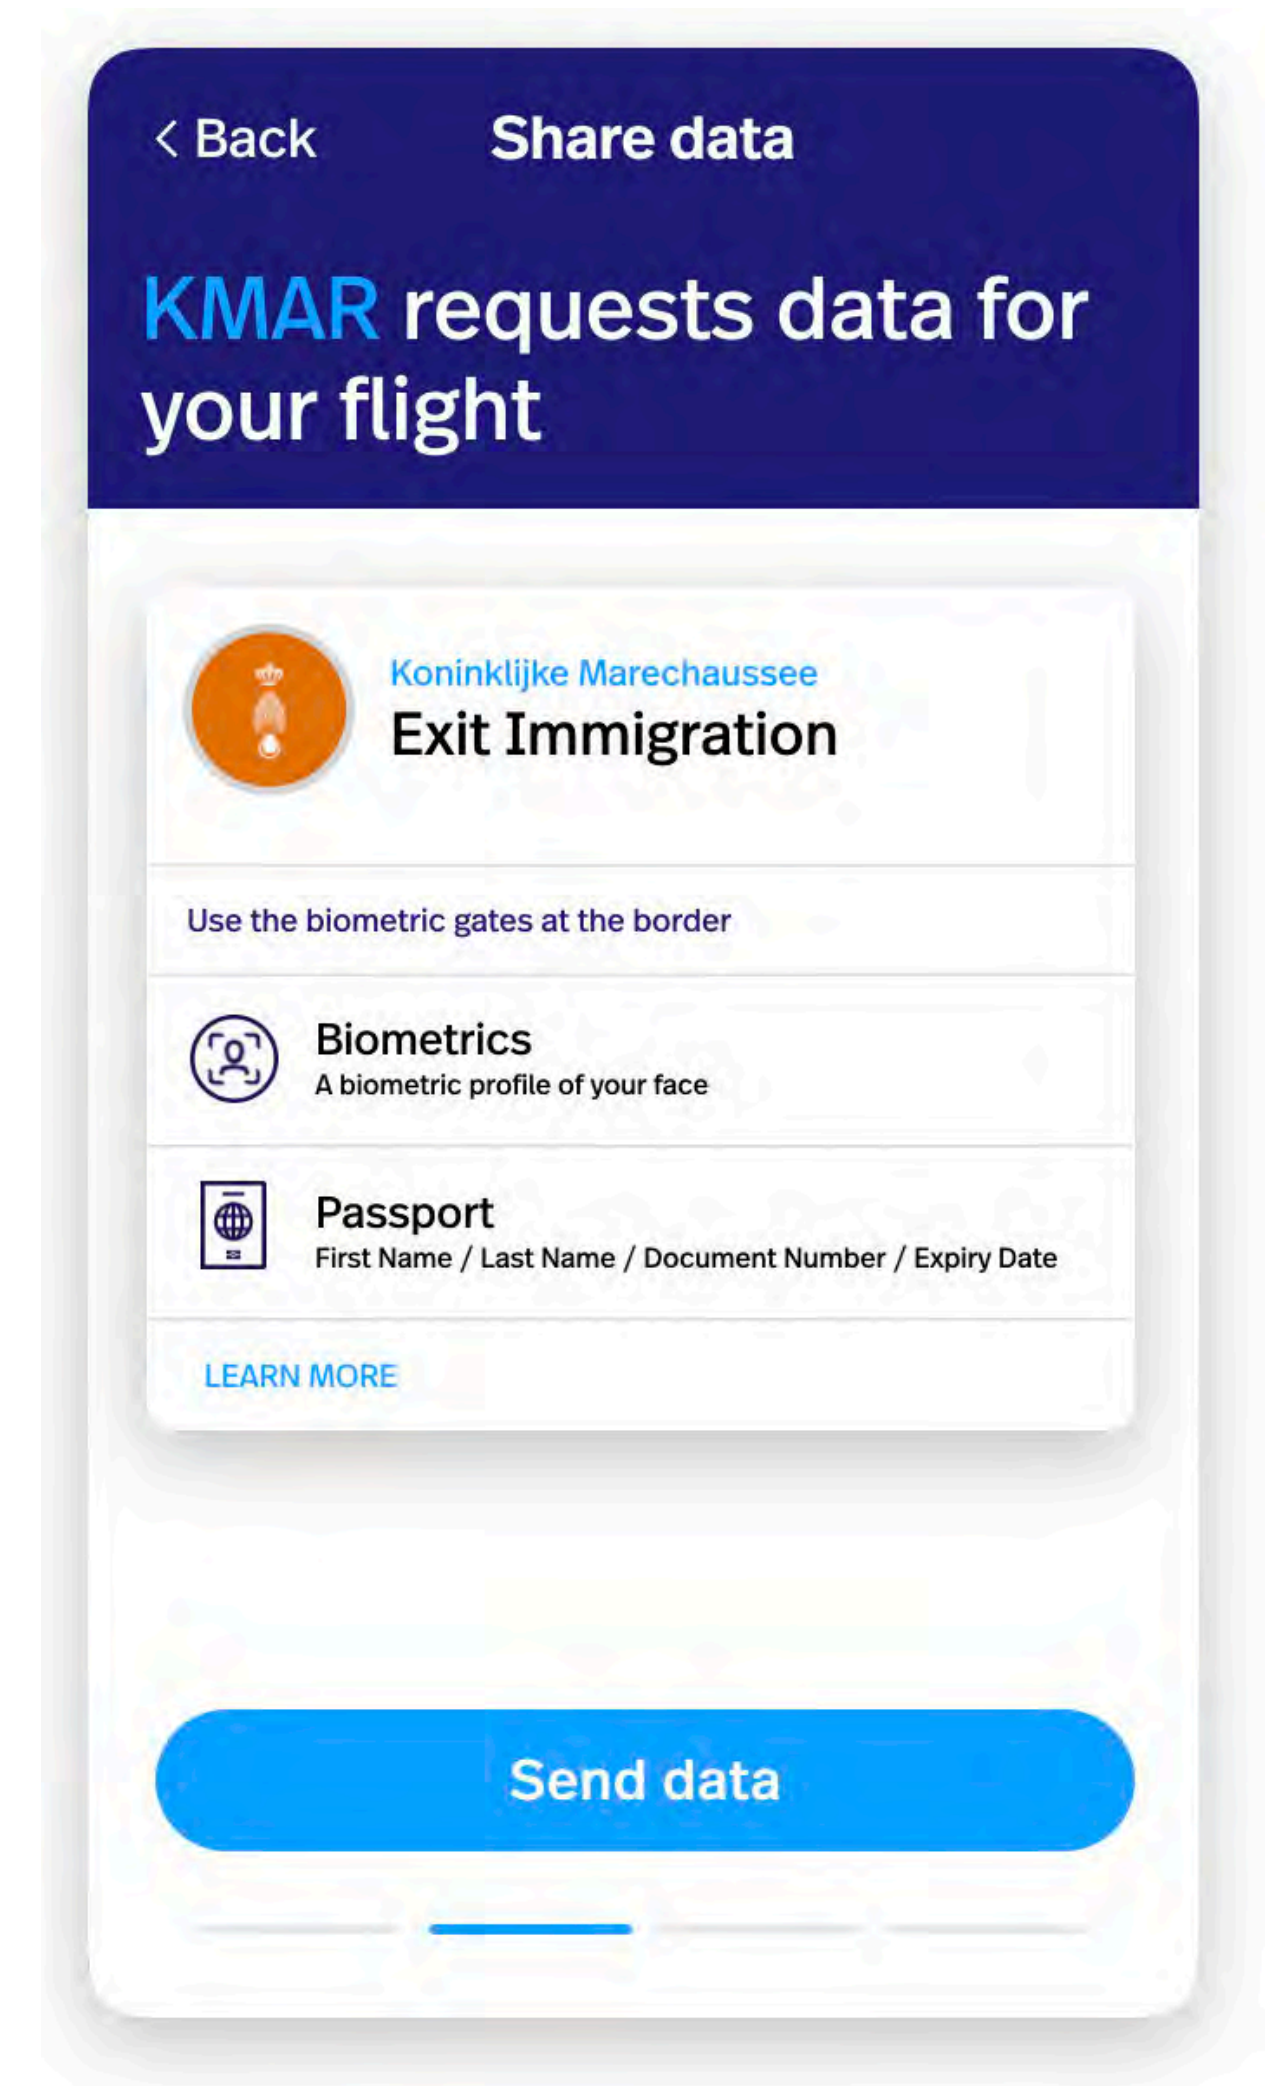 < Back
Share data
KMAR requests data for
your flight
Koninklijke Marechaussee
Exit Immigration
Use the biometric gates at the border
Biometrics
A biometric profile of your face
Passport
First Name / Last Name / Document Number / Expiry Date
LEARN MORE
Send data